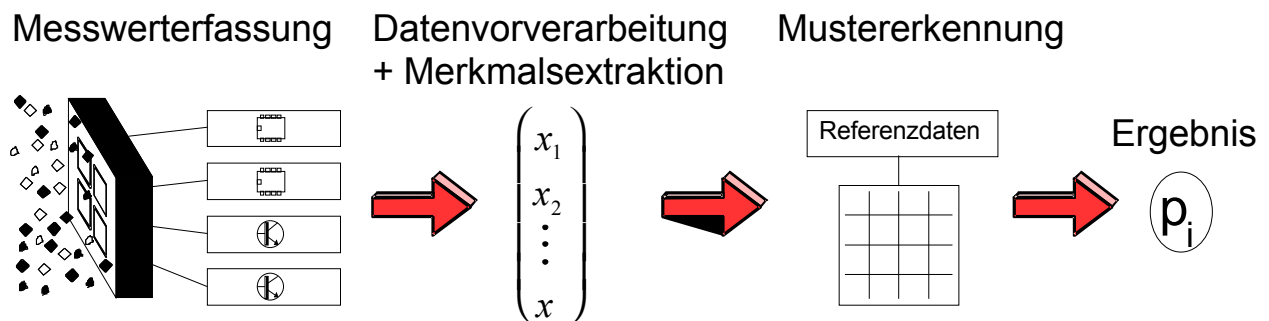 Messwerterfassung
Datenvorverarbeitung
+ Merkmalsextraktion
x₁
x₂
⋮
x
Mustererkennung
Referenzdaten
Ergebnis
pᵢ